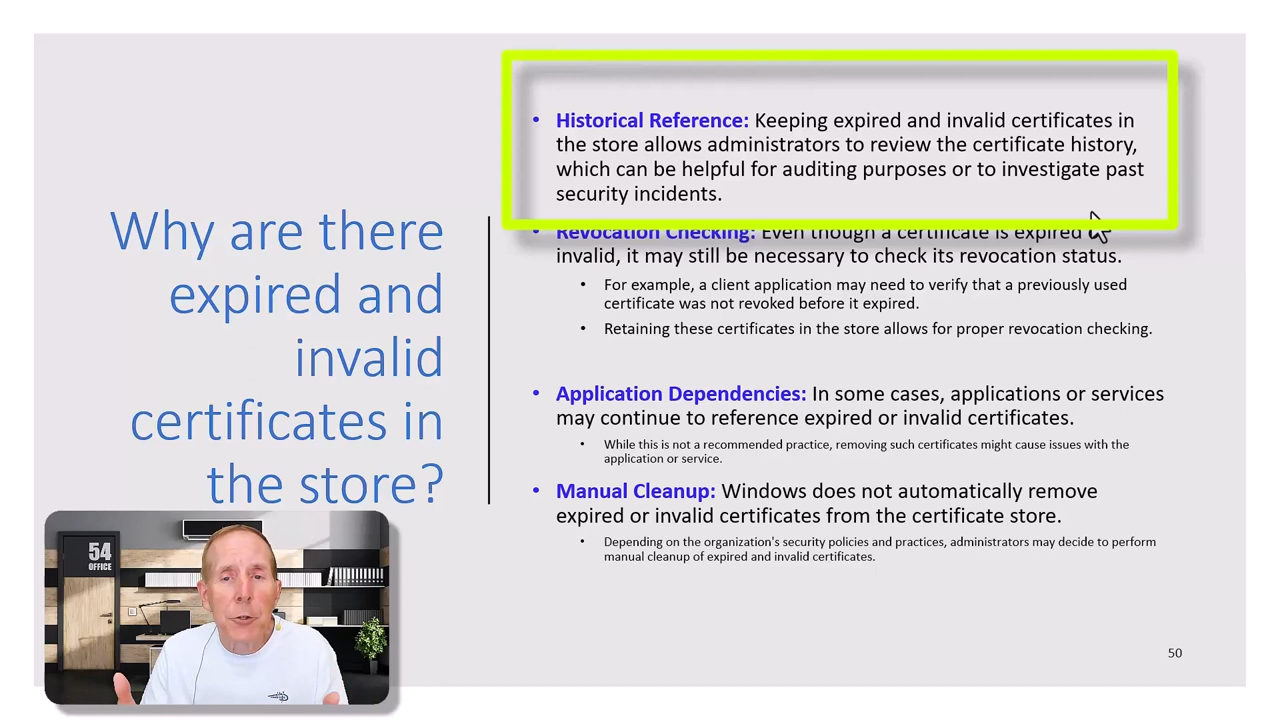 Why are there
expired and
invalid
certificates in
the store?
• Historical Reference: Keeping expired and invalid certificates in
the store allows administrators to review the certificate history,
which can be helpful for auditing purposes or to investigate past
security incidents.
• Revocation Checking: Even though a certificate is expired
invalid, it may still be necessary to check its revocation status.
• For example, a client application may need to verify that a previously used
certificate was not revoked before it expired.
• Retaining these certificates in the store allows for proper revocation checking.
• Application Dependencies: In some cases, applications or services
may continue to reference expired or invalid certificates.
• While this is not a recommended practice, removing such certificates might cause issues with the
application or service.
• Manual Cleanup: Windows does not automatically remove
expired or invalid certificates from the certificate store.
• Depending on the organization's security policies and practices, administrators may decide to perform
manual cleanup of expired and invalid certificates.
54
OFFICE
50